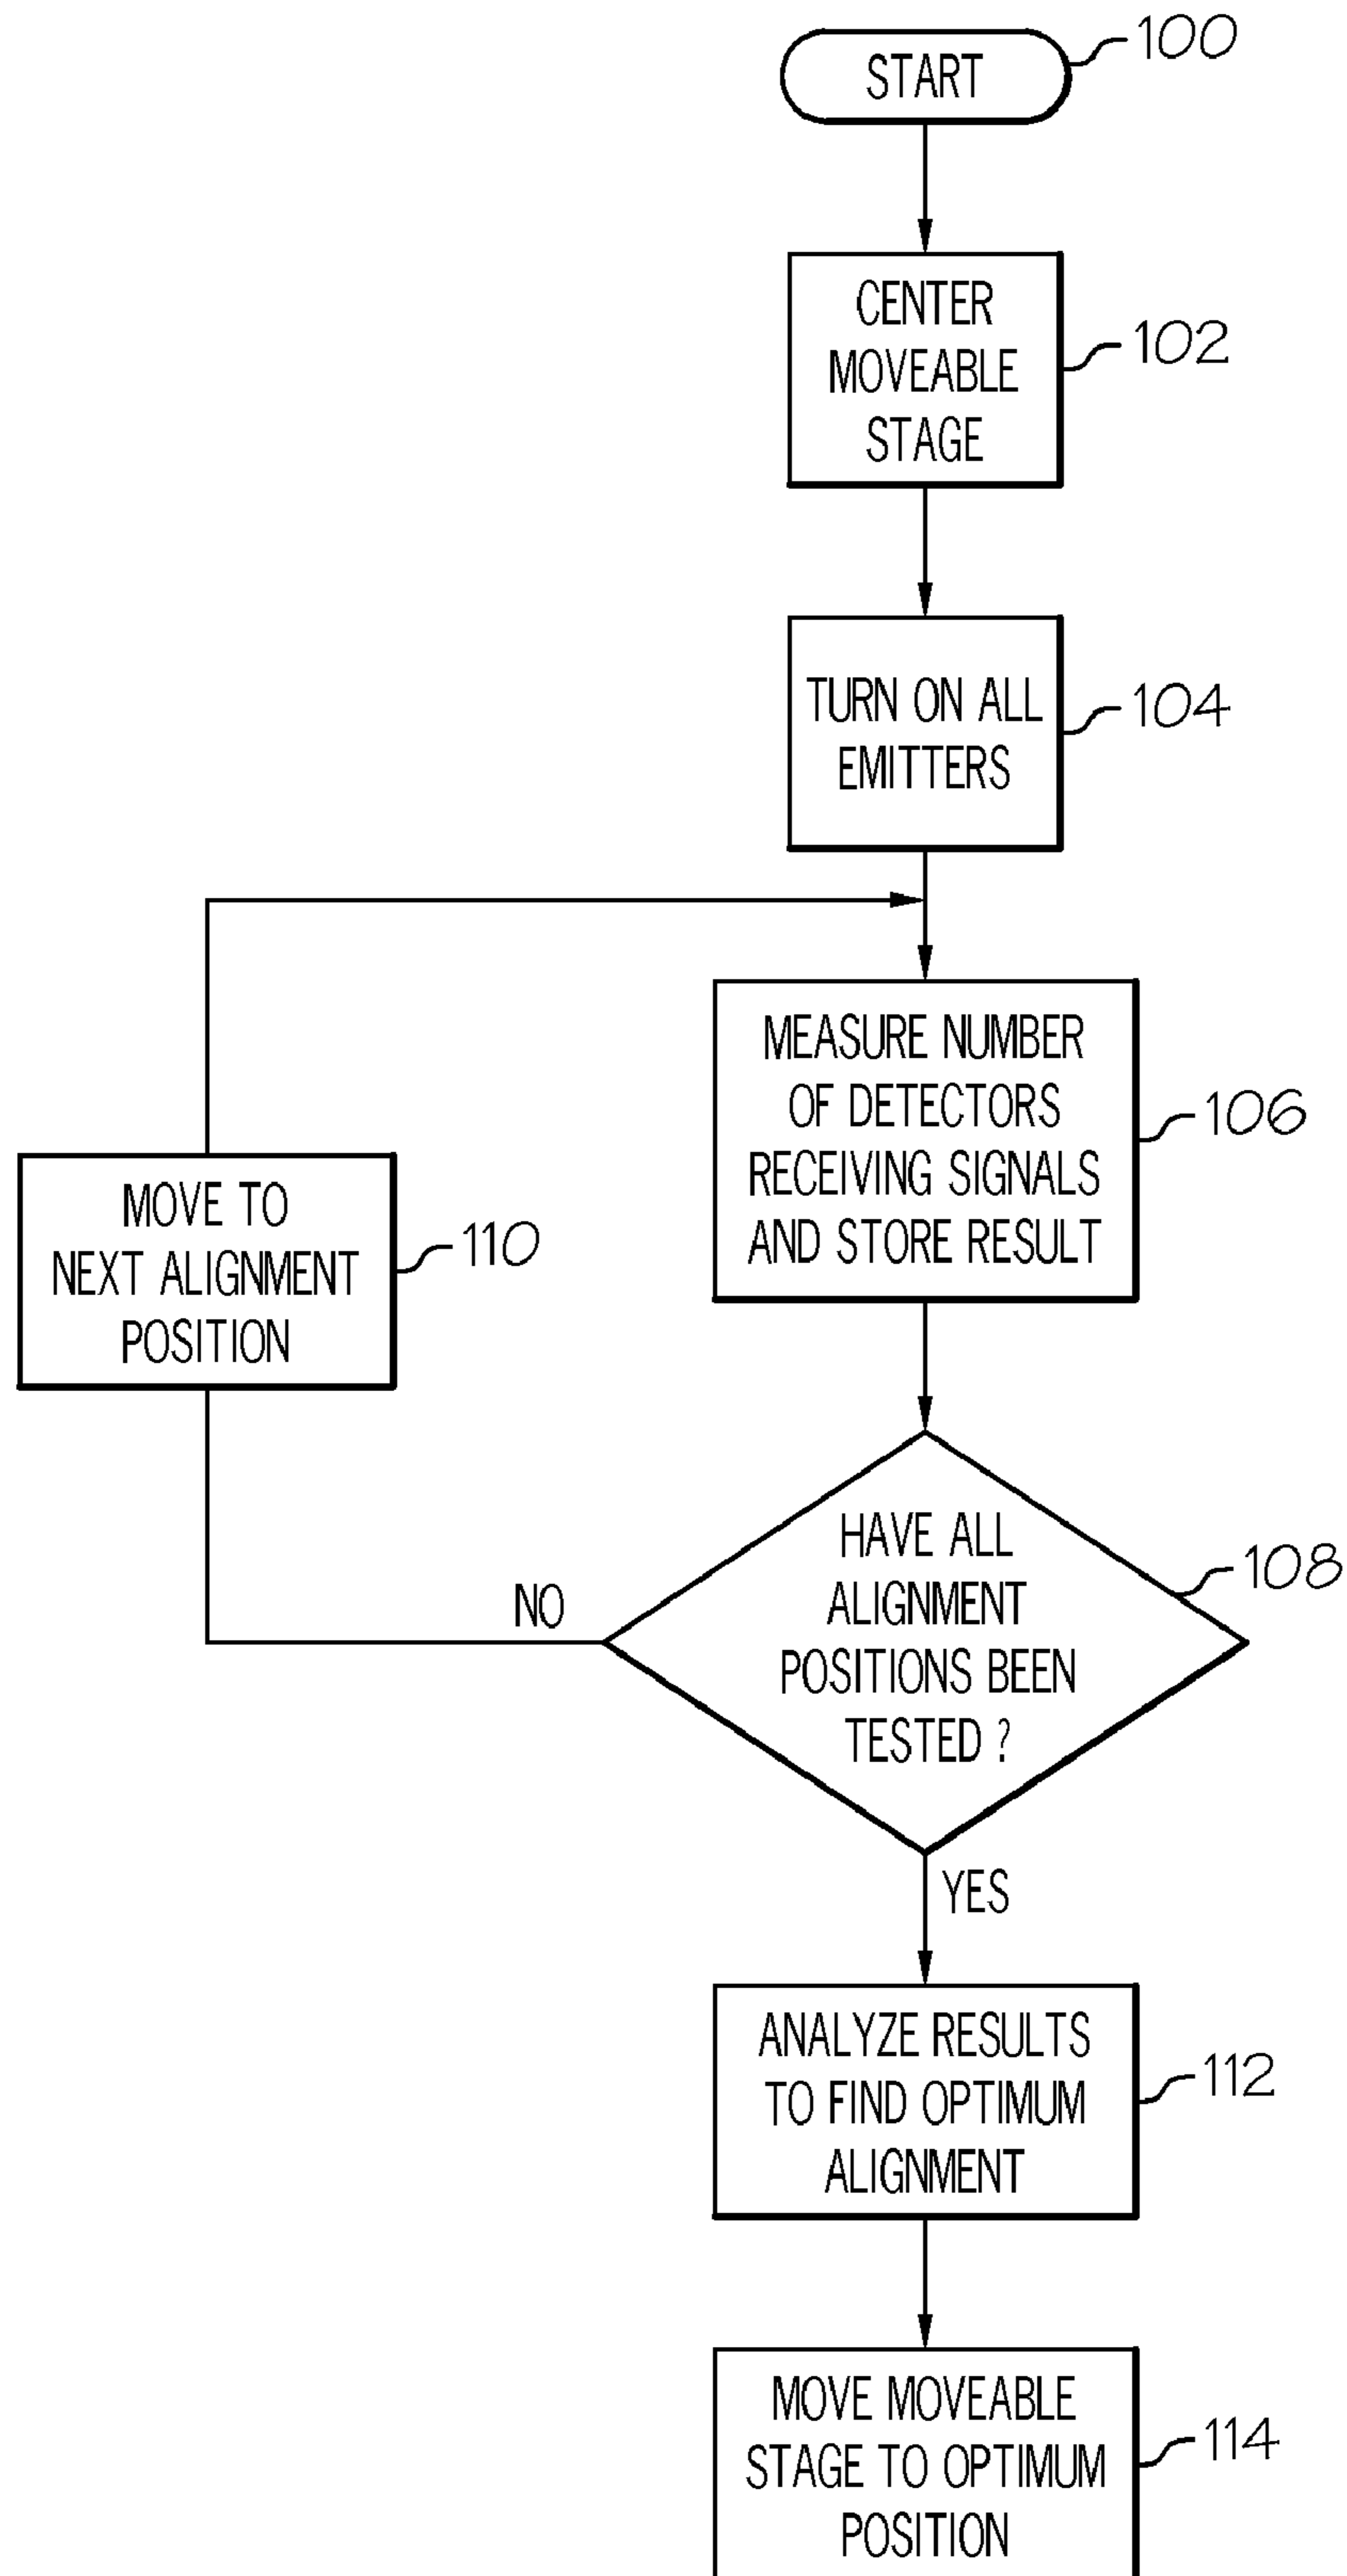 START
100
CENTER
MOVEABLE
STAGE
102
TURN ON ALL
EMITTERS
104
MEASURE NUMBER
OF DETECTORS
RECEIVING SIGNALS
AND STORE RESULT
106
MOVE TO
NEXT ALIGNMENT
POSITION
110
HAVE ALL
ALIGNMENT
POSITIONS BEEN
TESTED ?
108
NO
YES
ANALYZE RESULTS
TO FIND OPTIMUM
ALIGNMENT
112
MOVE MOVEABLE
STAGE TO OPTIMUM
POSITION
114